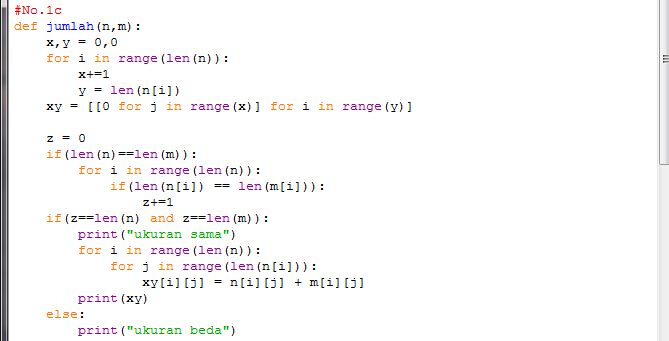 #No.1c
def jumlah(n,m):
    x,y = 0,0
    for i in range(len(n)):
        x+=1
        y = len(n[i])
    xy = [[0 for j in range(x)] for i in range(y)]
    z = 0
    if(len(n)==len(m)):
        for i in range(len(n)):
            if(len(n[i]) == len(m[i])):
                z+=1
    if(z==len(n) and z==len(m)):
        print("ukuran sama")
        for i in range(len(n)):
            for j in range(len(n[i])):
                xy[i][j] = n[i][j] + m[i][j]
        print(xy)
    else:
        print("ukuran beda")